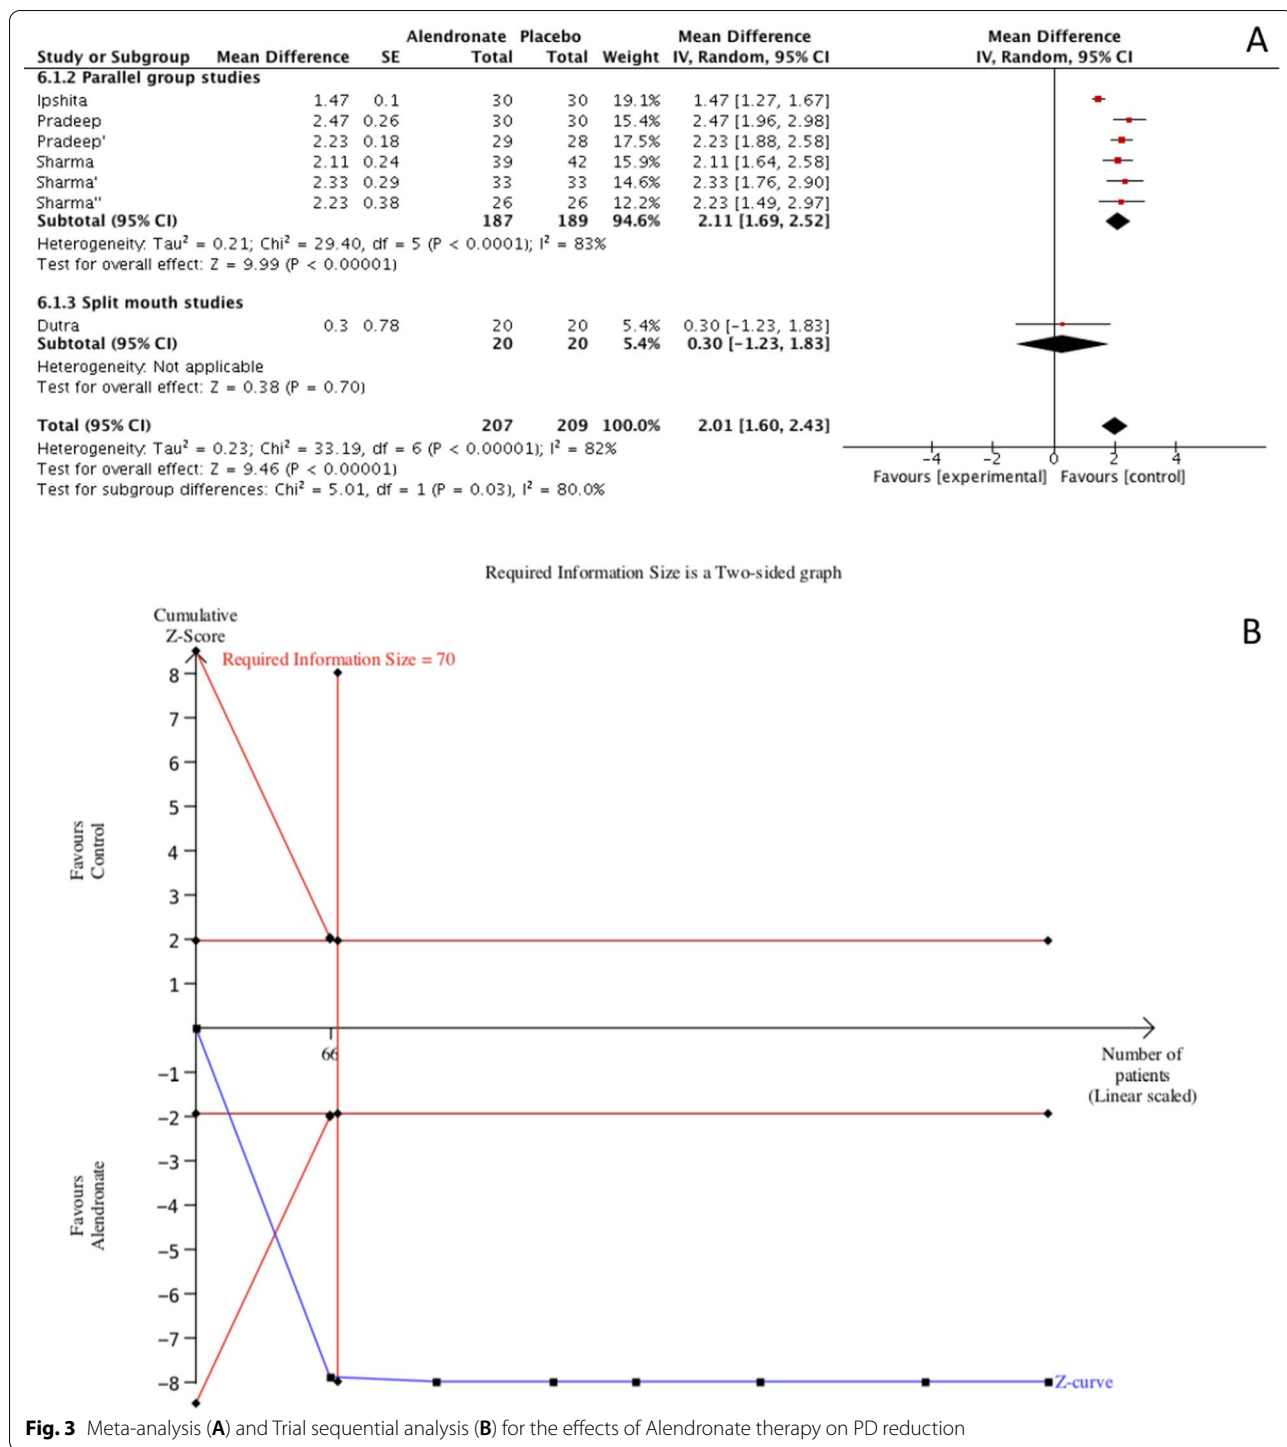 A
Alendronate Placebo Mean Difference Mean Difference
Study or Subgroup Mean Difference SE Total Total Weight IV, Random, 95% CI IV, Random, 95% CI
6.1.2 Parallel group studies
Ipshita 1.47 0.1 30 30 19.1% 1.47 [1.27, 1.67]
Pradeep 2.47 0.26 30 30 15.4% 2.47 [1.96, 2.98]
Pradeep' 2.23 0.18 29 28 17.5% 2.23 [1.88, 2.58]
Sharma 2.11 0.24 39 42 15.9% 2.11 [1.64, 2.58]
Sharma' 2.33 0.29 33 33 14.6% 2.33 [1.76, 2.90]
Sharma'' 2.23 0.38 26 26 12.2% 2.23 [1.49, 2.97]
Subtotal (95% CI) 187 189 94.6% 2.11 [1.69, 2.52]
Heterogeneity: Tau² = 0.21; Chi² = 29.40, df = 5 (P < 0.0001); I² = 83%
Test for overall effect: Z = 9.99 (P < 0.00001)
6.1.3 Split mouth studies
Dutra 0.3 0.78 20 20 5.4% 0.30 [−1.23, 1.83]
Subtotal (95% CI) 20 20 5.4% 0.30 [−1.23, 1.83]
Heterogeneity: Not applicable
Test for overall effect: Z = 0.38 (P = 0.70)
Total (95% CI) 207 209 100.0% 2.01 [1.60, 2.43]
Heterogeneity: Tau² = 0.23; Chi² = 33.19, df = 6 (P < 0.00001); I² = 82%
Test for overall effect: Z = 9.46 (P < 0.00001)
Test for subgroup differences: Chi² = 5.01, df = 1 (P = 0.03), I² = 80.0%
−4 −2 0 2 4
Favours [experimental] Favours [control]
Required Information Size is a Two-sided graph
B
Cumulative
Z-Score
Required Information Size = 70
8
7
6
5
4
3
2
1
−1
−2
−3
−4
−5
−6
−7
−8
Favours
Control
Favours
Alendronate
66
Number of
patients
(Linear scaled)
Z-curve
Fig. 3 Meta-analysis (A) and Trial sequential analysis (B) for the effects of Alendronate therapy on PD reduction